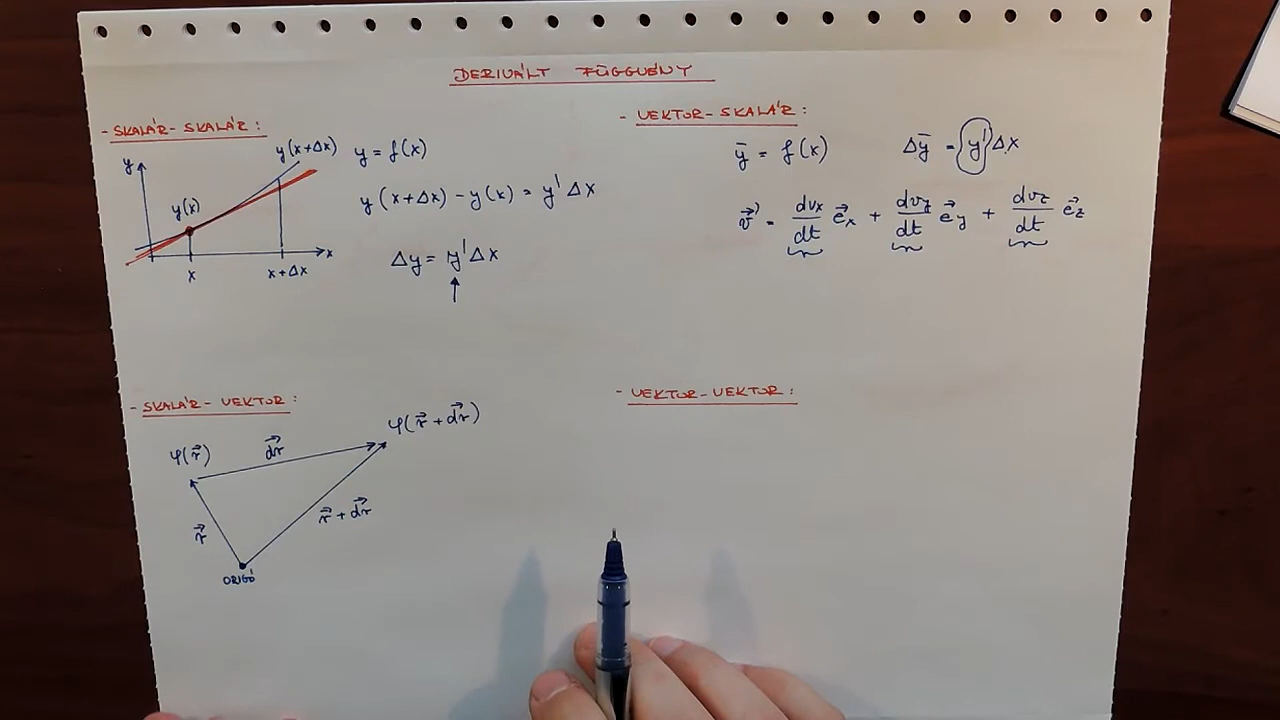 DERIVÁLT FÜGGVÉNY
- SKALÁR - SKALÁR :
y
y(x+Δx)
y(x)
x
x
x+Δx
y = f(x)
y(x+Δx) - y(x) = y' Δx
Δy = y' Δx
- VEKTOR - SKALÁR :
ȳ = f(x)
Δȳ = y' Δx
v⃗' = dvx/dt e⃗x + dvy/dt e⃗y + dvz/dt e⃗z
- SKALÁR - VEKTOR :
φ(r⃗)
dr⃗
φ(r⃗ + dr⃗)
r⃗
r⃗ + dr⃗
ORIGÓ
- VEKTOR - VEKTOR :